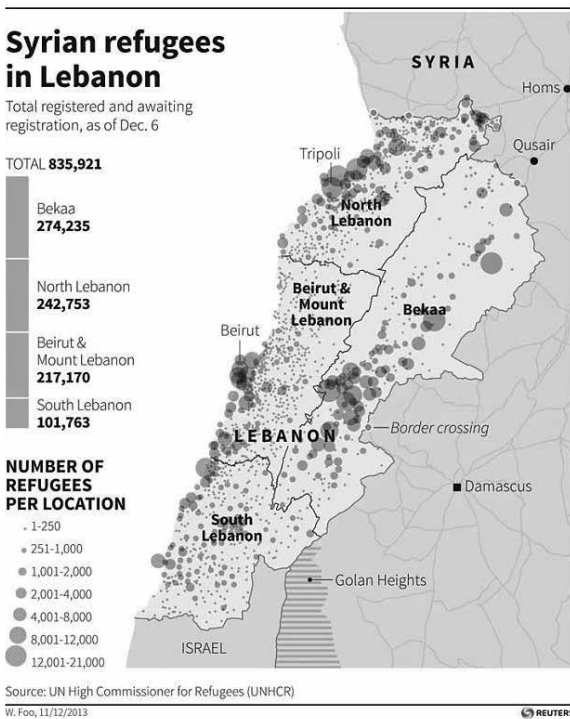 Syrian refugees
in Lebanon
Total registered and awaiting
registration, as of Dec. 6
TOTAL 835,921
Bekaa
274,235
North Lebanon
242,753
Beirut &
Mount Lebanon
217,170
South Lebanon
101,763
NUMBER OF
REFUGEES
PER LOCATION
1-250
251-1,000
1,001-2,000
2,001-4,000
4,001-8,000
8,001-12,000
12,001-21,000
SYRIA
Homs
Qusair
Tripoli
North
Lebanon
Beirut &
Mount
Lebanon
Bekaa
Beirut
LEBANON
Border crossing
Damascus
South
Lebanon
Golan Heights
ISRAEL
Source: UN High Commissioner for Refugees (UNHCR)
W. Foo, 11/12/2013
REUTERS